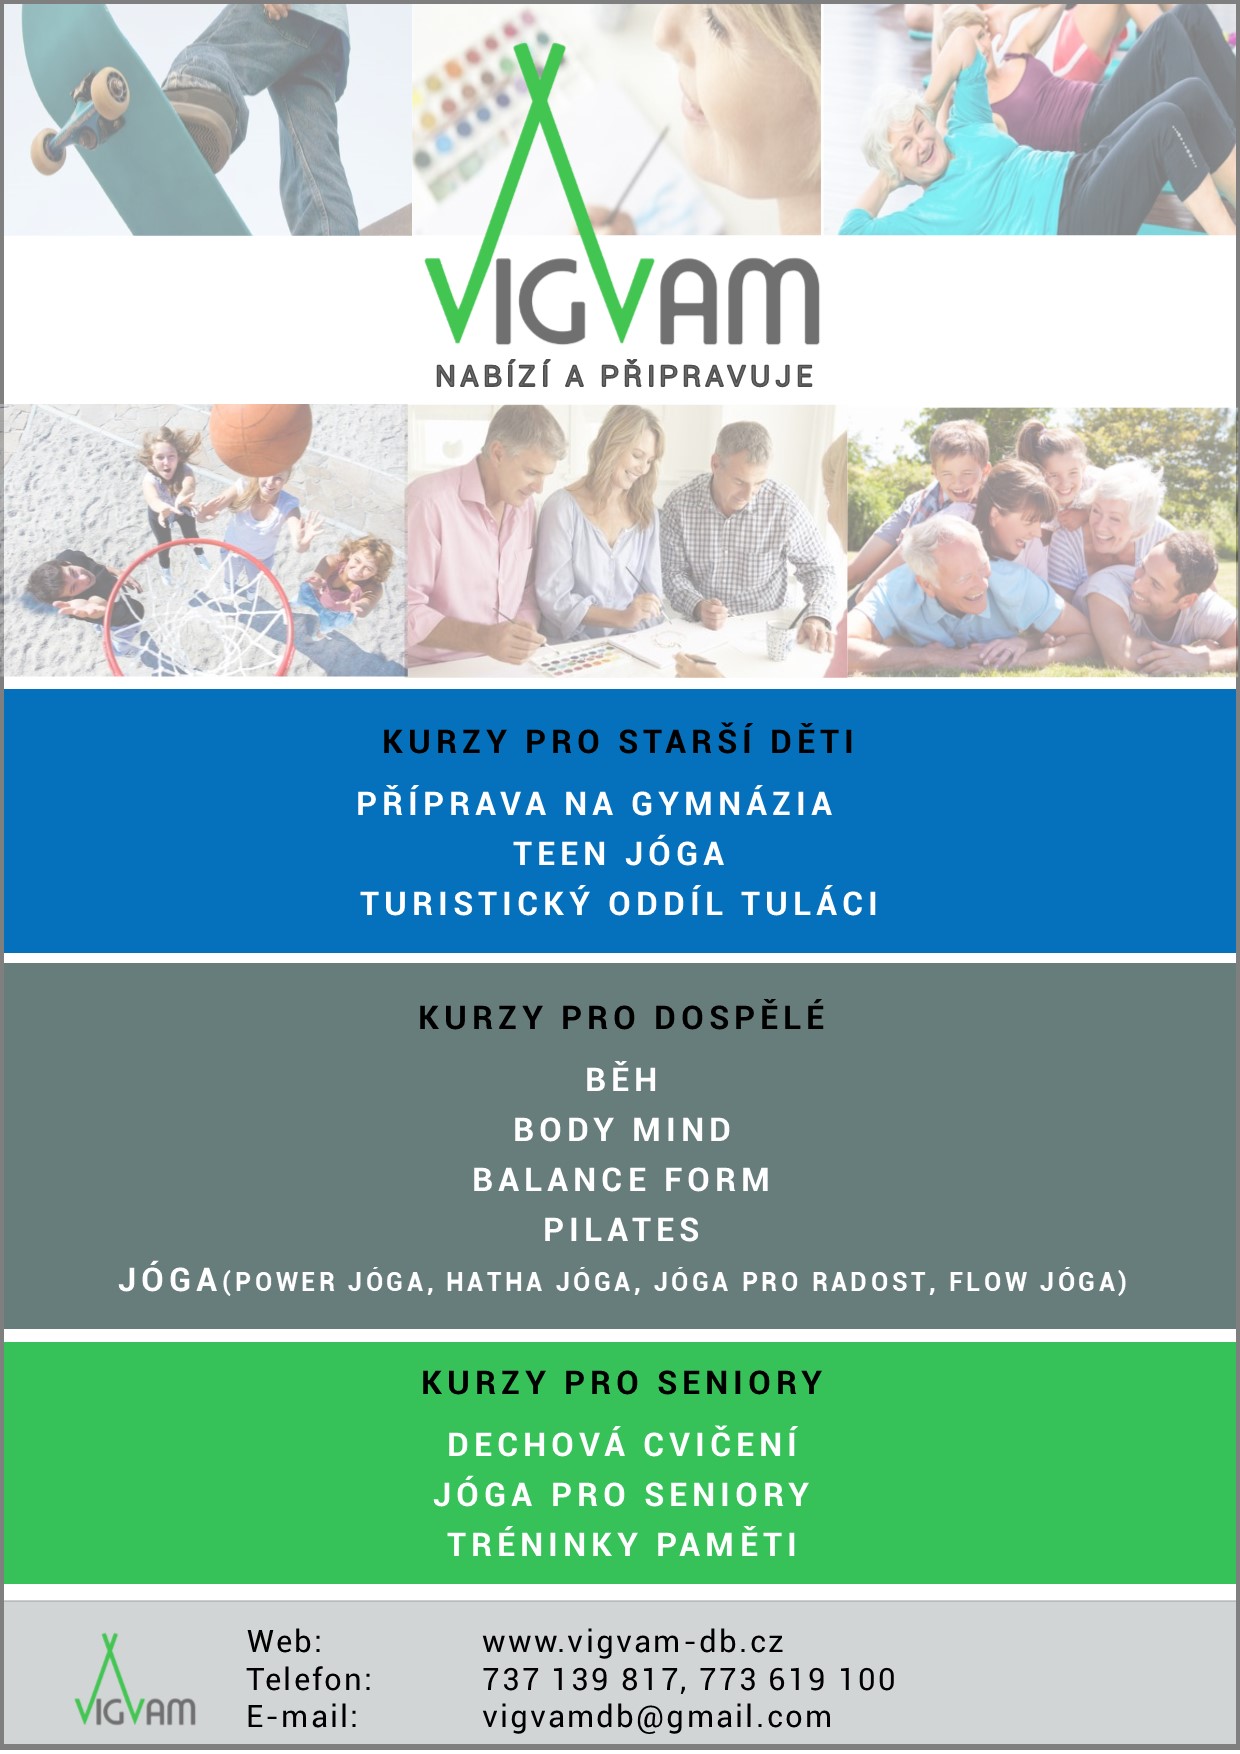 VIGVAM
NABÍZÍ A PŘIPRAVUJE
KURZY PRO STARŠÍ DĚTI
PŘÍPRAVA NA GYMNÁZIA
TEEN JÓGA
TURISTICKÝ ODDÍL TULÁCI
KURZY PRO DOSPĚLÉ
BĚH
BODY MIND
BALANCE FORM
PILATES
JÓGA(POWER JÓGA, HATHA JÓGA, JÓGA PRO RADOST, FLOW JÓGA)
KURZY PRO SENIORY
DECHOVÁ CVIČENÍ
JÓGA PRO SENIORY
TRÉNINKY PAMĚTI
VIGVAM
Web: www.vigvam-db.cz
Telefon: 737 139 817, 773 619 100
E-mail: vigvamdb@gmail.com